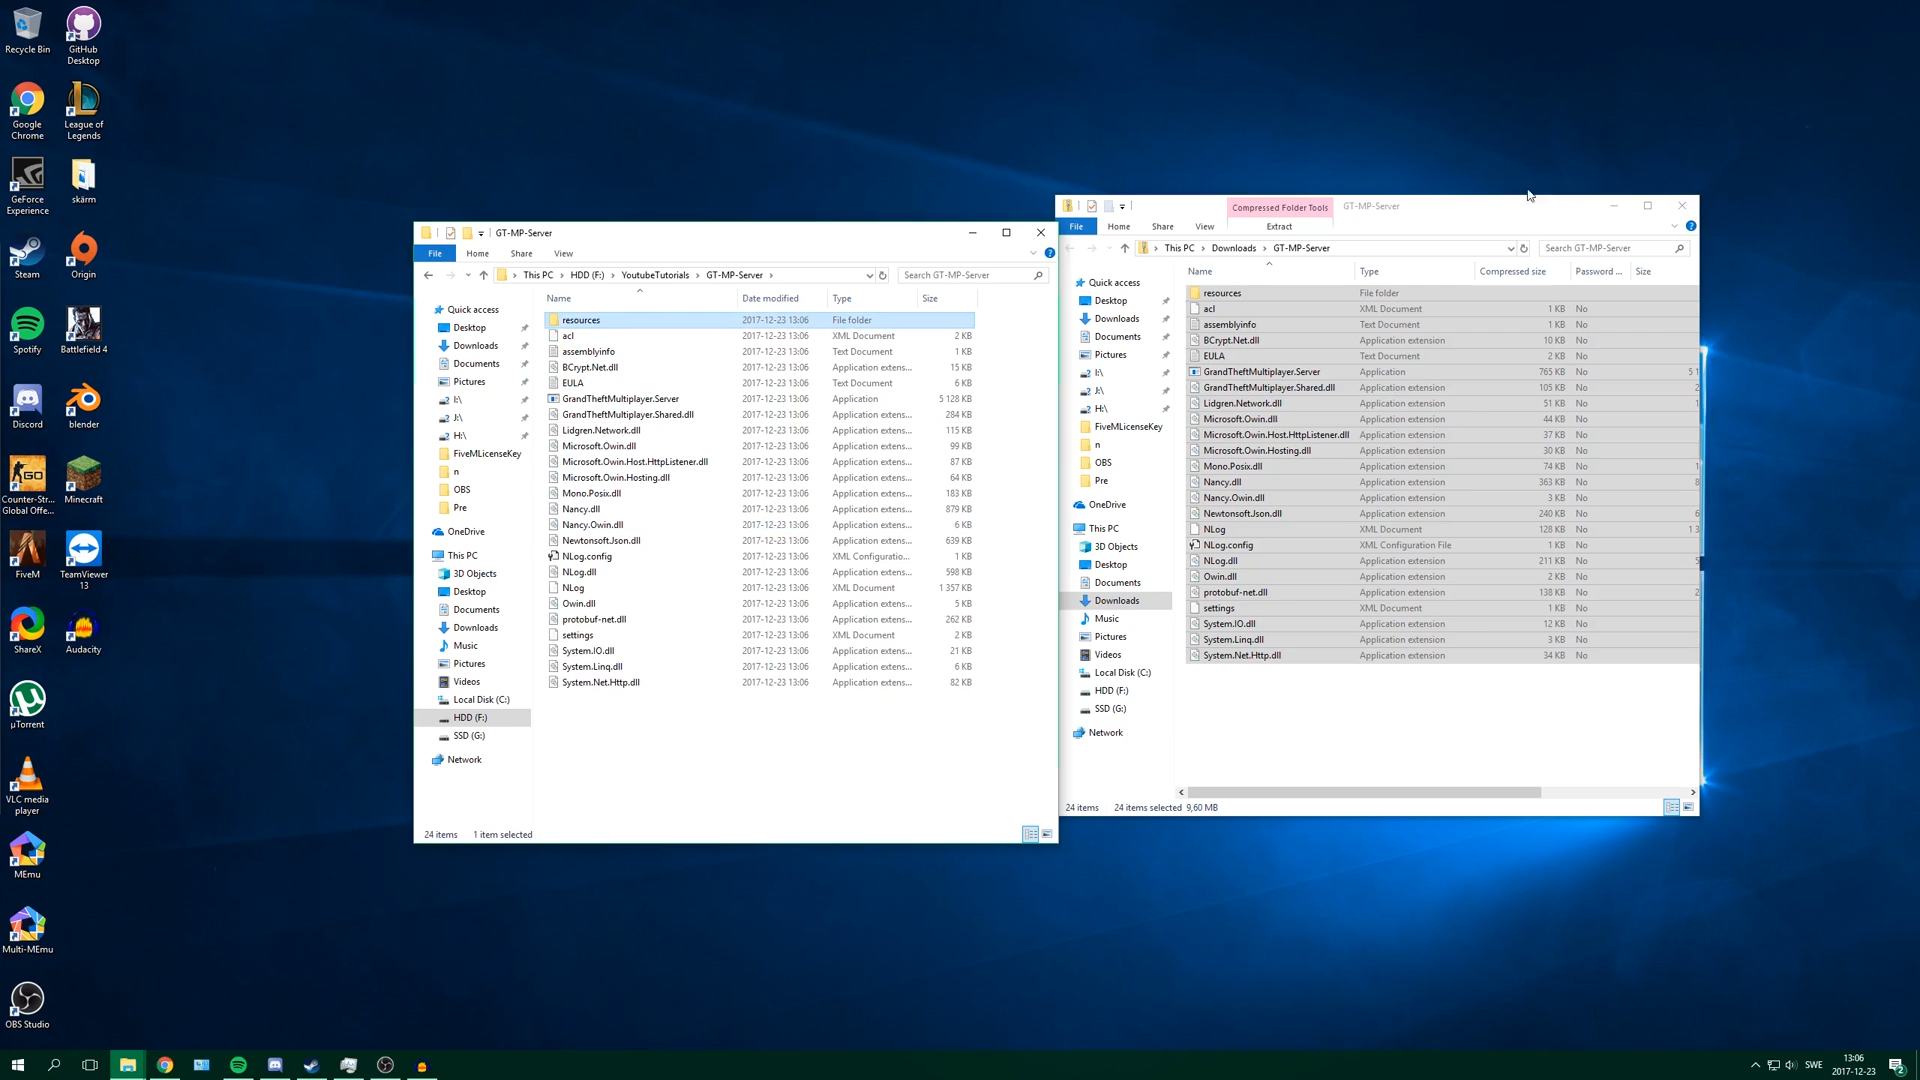 Recycle Bin
GitHub
Desktop
Google
Chrome
League of
Legends
GeForce
Experience
skärm
Steam
Origin
Spotify
Battlefield 4
Discord
blender
Counter-Str...
Global Offe...
Minecraft
FiveM
TeamViewer
13
ShareX
Audacity
µTorrent
VLC media
player
MEmu
Multi-MEmu
OBS Studio
GT-MP-Server
File Home Share View
This PC > HDD (F:) > YoutubeTutorials > GT-MP-Server >
Search GT-MP-Server
Quick access
Desktop
Downloads
Documents
Pictures
I:\
J:\
H:\
FiveMLicenseKey
n
OBS
Pre
OneDrive
This PC
3D Objects
Desktop
Documents
Downloads
Music
Pictures
Videos
Local Disk (C:)
HDD (F:)
SSD (G:)
Network
Name Date modified Type Size
resources 2017-12-23 13:06 File folder
acl 2017-12-23 13:06 XML Document 2 KB
assemblyinfo 2017-12-23 13:06 Text Document 1 KB
BCrypt.Net.dll 2017-12-23 13:06 Application extens... 15 KB
EULA 2017-12-23 13:06 Text Document 6 KB
GrandTheftMultiplayer.Server 2017-12-23 13:06 Application 5 128 KB
GrandTheftMultiplayer.Shared.dll 2017-12-23 13:06 Application extens... 284 KB
Lidgren.Network.dll 2017-12-23 13:06 Application extens... 115 KB
Microsoft.Owin.dll 2017-12-23 13:06 Application extens... 99 KB
Microsoft.Owin.Host.HttpListener.dll 2017-12-23 13:06 Application extens... 87 KB
Microsoft.Owin.Hosting.dll 2017-12-23 13:06 Application extens... 64 KB
Mono.Posix.dll 2017-12-23 13:06 Application extens... 183 KB
Nancy.dll 2017-12-23 13:06 Application extens... 879 KB
Nancy.Owin.dll 2017-12-23 13:06 Application extens... 6 KB
Newtonsoft.Json.dll 2017-12-23 13:06 Application extens... 639 KB
NLog.config 2017-12-23 13:06 XML Configuratio... 1 KB
NLog.dll 2017-12-23 13:06 Application extens... 598 KB
NLog 2017-12-23 13:06 XML Document 1 357 KB
Owin.dll 2017-12-23 13:06 Application extens... 5 KB
protobuf-net.dll 2017-12-23 13:06 Application extens... 262 KB
settings 2017-12-23 13:06 XML Document 2 KB
System.IO.dll 2017-12-23 13:06 Application extens... 21 KB
System.Linq.dll 2017-12-23 13:06 Application extens... 6 KB
System.Net.Http.dll 2017-12-23 13:06 Application extens... 82 KB
24 items 1 item selected
Compressed Folder Tools GT-MP-Server
File Home Share View Extract
This PC > Downloads > GT-MP-Server
Search GT-MP-Server
Quick access
Desktop
Downloads
Documents
Pictures
I:\
J:\
H:\
FiveMLicenseKey
n
OBS
Pre
OneDrive
This PC
3D Objects
Desktop
Documents
Downloads
Music
Pictures
Videos
Local Disk (C:)
HDD (F:)
SSD (G:)
Network
Name Type Compressed size Password ... Size
resources File folder
acl XML Document 1 KB No
assemblyinfo Text Document 1 KB No
BCrypt.Net.dll Application extension 10 KB No
EULA Text Document 2 KB No
GrandTheftMultiplayer.Server Application 765 KB No 5 1
GrandTheftMultiplayer.Shared.dll Application extension 105 KB No 2
Lidgren.Network.dll Application extension 51 KB No 1
Microsoft.Owin.dll Application extension 44 KB No
Microsoft.Owin.Host.HttpListener.dll Application extension 37 KB No
Microsoft.Owin.Hosting.dll Application extension 30 KB No
Mono.Posix.dll Application extension 74 KB No 1
Nancy.dll Application extension 363 KB No 8
Nancy.Owin.dll Application extension 3 KB No
Newtonsoft.Json.dll Application extension 240 KB No 6
NLog XML Document 128 KB No 1 3
NLog.config XML Configuration File 1 KB No
NLog.dll Application extension 211 KB No 5
Owin.dll Application extension 2 KB No
protobuf-net.dll Application extension 138 KB No 2
settings XML Document 1 KB No
System.IO.dll Application extension 12 KB No
System.Linq.dll Application extension 3 KB No
System.Net.Http.dll Application extension 34 KB No
24 items 24 items selected 9,60 MB
SWE
13:06
2017-12-23
2